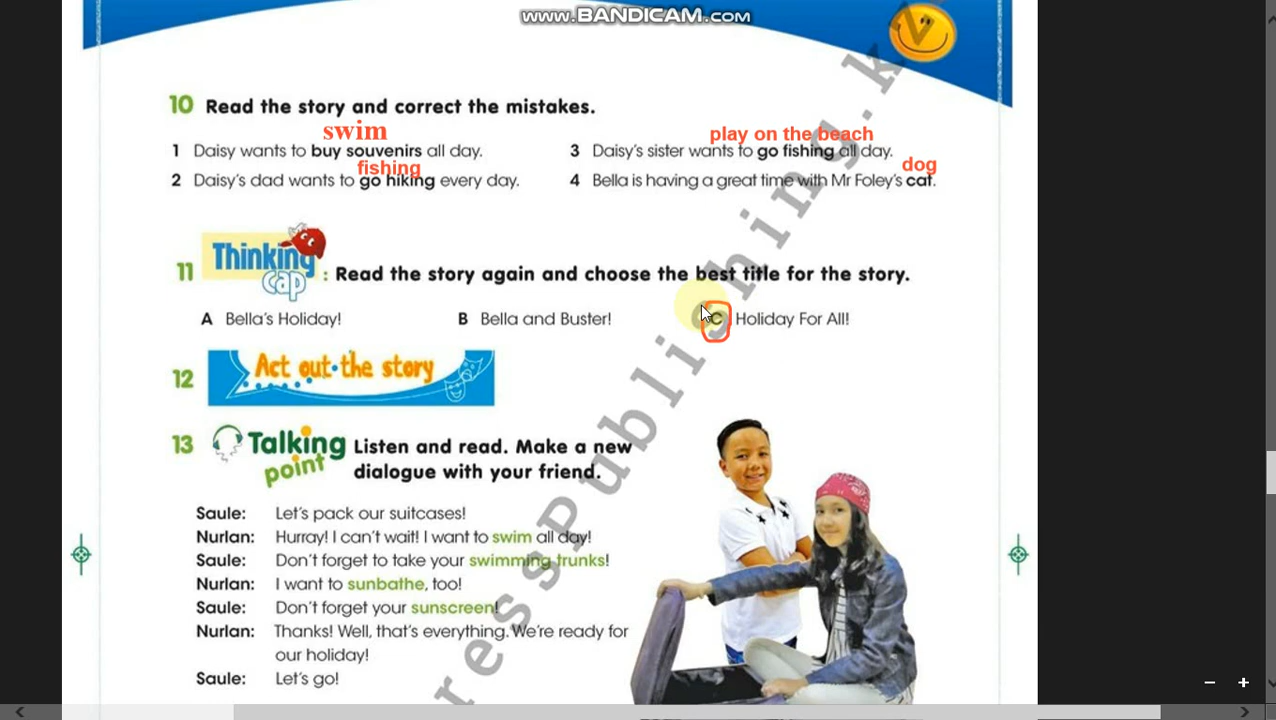 www.BANDICAM.com
10 Read the story and correct the mistakes.
swim
play on the beach
1 Daisy wants to buy souvenirs all day.
3 Daisy's sister wants to go fishing all day.
fishing
dog
2 Daisy's dad wants to go hiking every day.
4 Bella is having a great time with Mr Foley's cat.
11 Thinking Cap : Read the story again and choose the best title for the story.
A Bella's Holiday!
B Bella and Buster!
C Holiday For All!
12 Act out the story
13 Talking point Listen and read. Make a new
dialogue with your friend.
Saule: Let's pack our suitcases!
Nurlan: Hurray! I can't wait! I want to swim all day!
Saule: Don't forget to take your swimming trunks!
Nurlan: I want to sunbathe, too!
Saule: Don't forget your sunscreen!
Nurlan: Thanks! Well, that's everything. We're ready for
our holiday!
Saule: Let's go!
ressPublishing.k